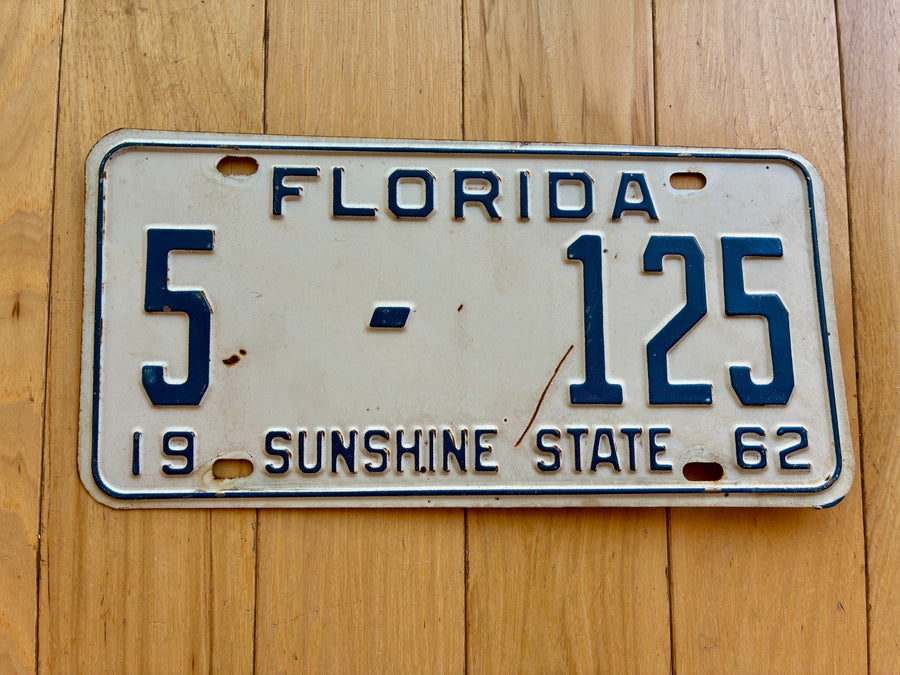 FLORIDA
5 - 125
19 SUNSHINE STATE 62